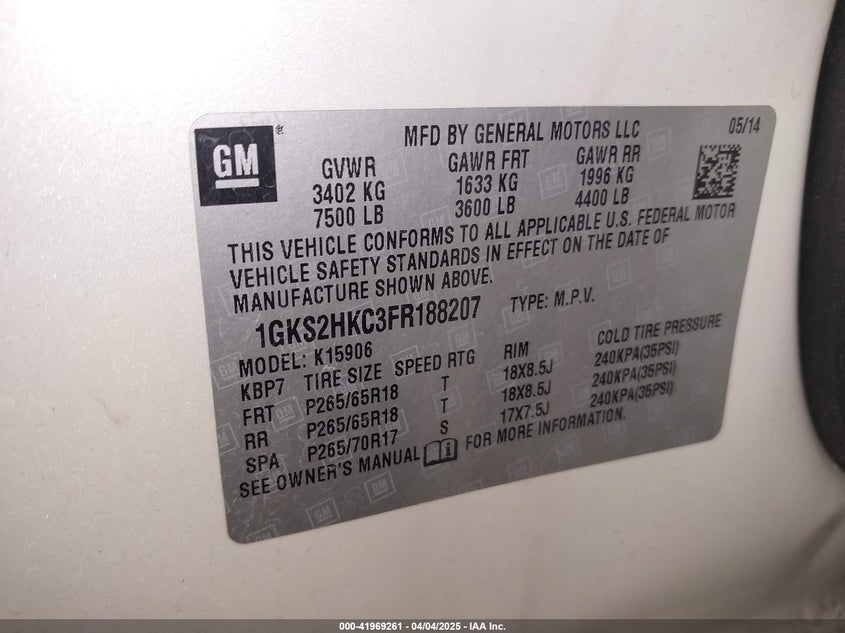 GM
®
MFD BY GENERAL MOTORS LLC
05/14
GVWR GAWR FRT GAWR RR
3402 KG 1633 KG 1996 KG
7500 LB 3600 LB 4400 LB
THIS VEHICLE CONFORMS TO ALL APPLICABLE U.S. FEDERAL MOTOR
VEHICLE SAFETY STANDARDS IN EFFECT ON THE DATE OF
MANUFACTURE SHOWN ABOVE.
1GKS2HKC3FR188207 TYPE: M.P.V.
MODEL: K15906
KBP7 TIRE SIZE SPEED RTG RIM COLD TIRE PRESSURE
FRT P265/65R18 T 18X8.5J 240KPA(35PSI)
RR P265/65R18 T 18X8.5J 240KPA(35PSI)
SPA P265/70R17 S 17X7.5J 240KPA(35PSI)
SEE OWNER'S MANUAL FOR MORE INFORMATION.
000-41969261 - 04/04/2025 - IAA Inc.